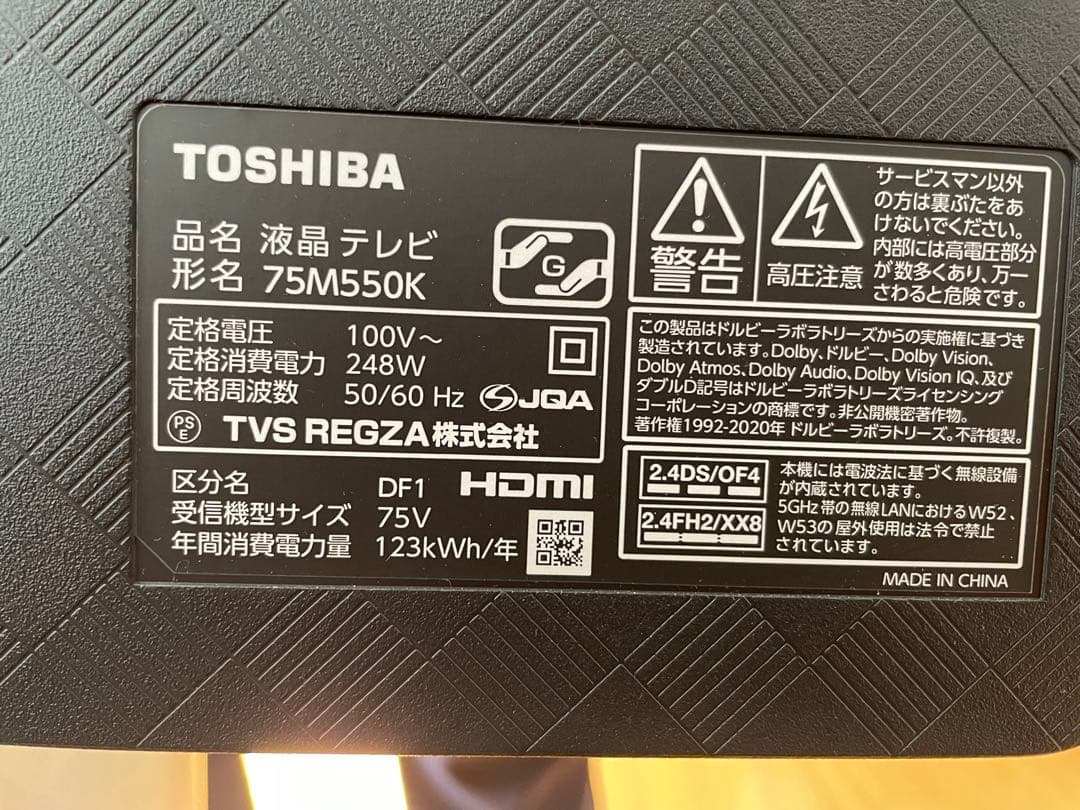 TOSHIBA
品名 液晶 テレビ
形名 75M550K
G
定格電圧 100V～
定格消費電力 248W
定格周波数 50/60 Hz JQA
PS
E
TVS REGZA株式会社
区分名 DF1 HDMI
受信機型サイズ 75V
年間消費電力量 123kWh/年
警告
高圧注意
サービスマン以外
の方は裏ぶたをあ
けないでください。
内部には高電圧部分
が数多くあり、万一
さわると危険です。
この製品はドルビーラボラトリーズからの実施権に基づき
製造されています。Dolby、ドルビー、Dolby Vision、
Dolby Atmos、Dolby Audio、Dolby Vision IQ、及び
ダブルD記号はドルビーラボラトリーズライセンシング
コーポレーションの商標です。非公開機密著作物。
著作権1992-2020年 ドルビーラボラトリーズ。不許複製。
2.4DS/OF4
2.4FH2/XX8
本機には電波法に基づく無線設備
が内蔵されています。
5GHz帯の無線LANにおけるW52、
W53の屋外使用は法令で禁止
されています。
MADE IN CHINA